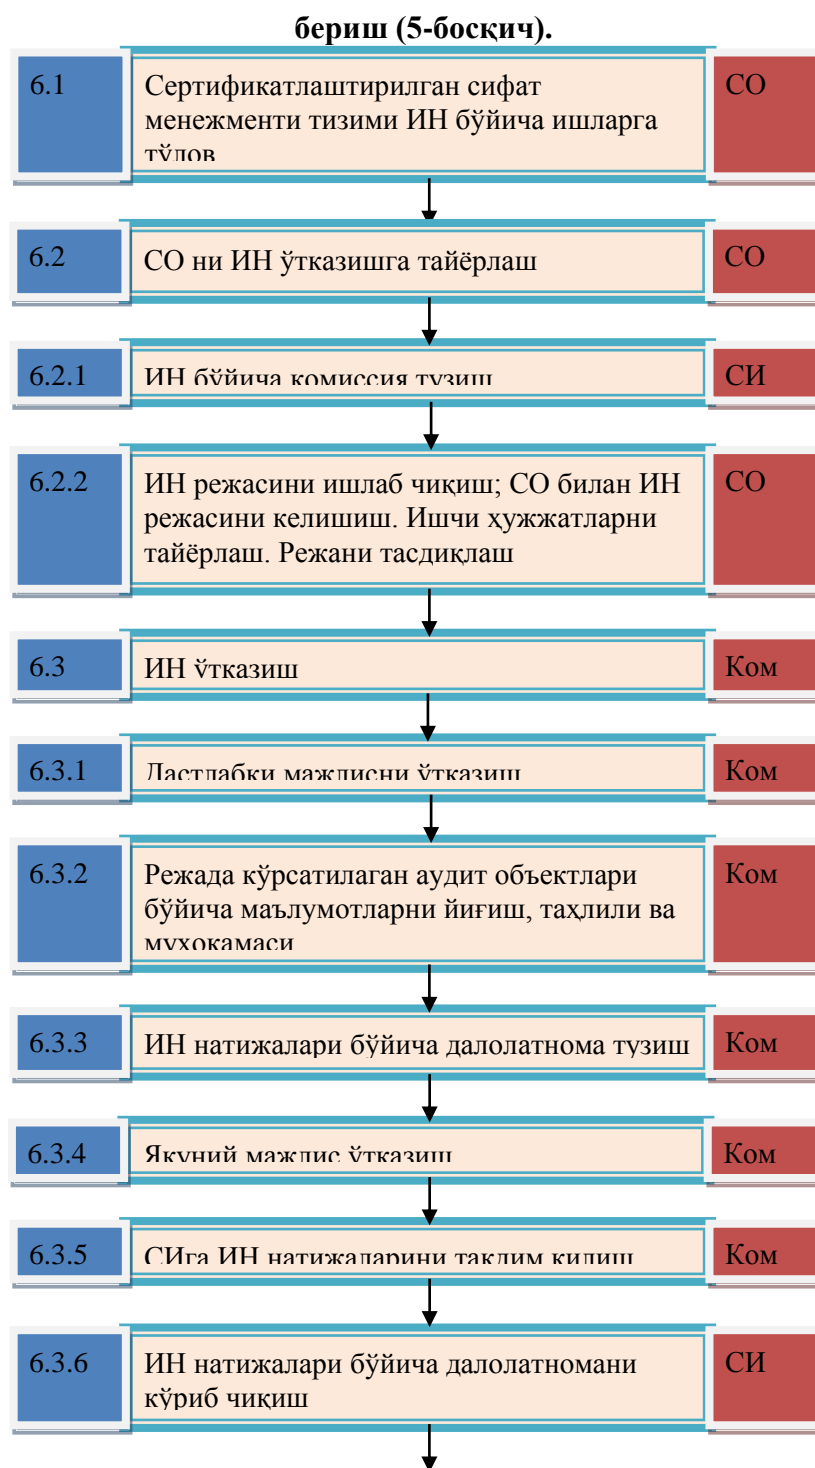 бериш (5-босқич).
6.1
Сертификатлаштирилган сифат
менежменти тизими ИН бўйича ишларга
тўлов
СО
6.2
СО ни ИН ўтказишга тайёрлаш
СО
6.2.1
ИН бўйича комиссия тузиш
СИ
6.2.2
ИН режасини ишлаб чиқиш; СО билан ИН
режасини келишиш. Ишчи ҳужжатларни
тайёрлаш. Режани тасдиқлаш
СО
6.3
ИН ўтказиш
Ком
6.3.1
Дастлабки мажлисни ўтказиш
Ком
6.3.2
Режада кўрсатилаган аудит объектлари
бўйича маълумотларни йиғиш, таҳлили ва
муҳокамаси
Ком
6.3.3
ИН натижалари бўйича далолатнома тузиш
Ком
6.3.4
Якуний мажлис ўтказиш
Ком
6.3.5
СИга ИН натижаларини тақдим қилиш
Ком
6.3.6
ИН натижалари бўйича далолатномани
кўриб чиқиш
СИ